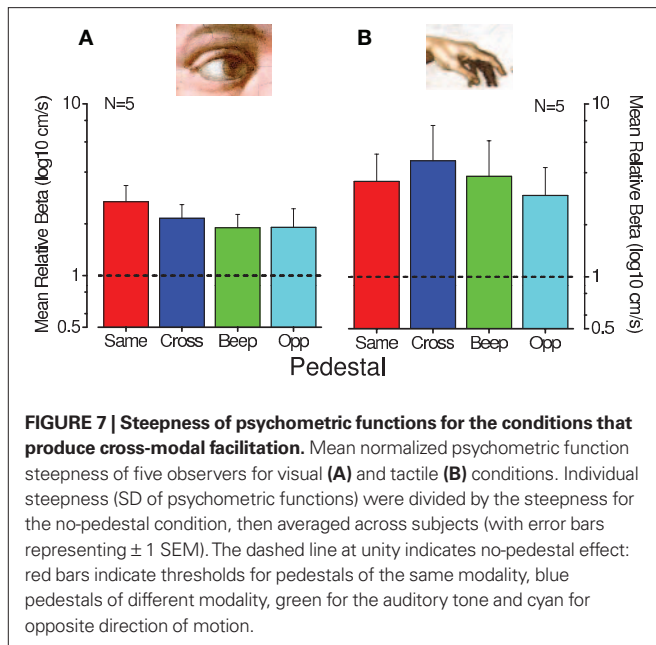 A
B
10
N=5
Mean Relative Beta (log10 cm/s)
1
0.5
Same Cross Beep Opp
10
N=5
Mean Relative Beta (log10 cm/s)
1
0.5
Same Cross Beep Opp
Pedestal
FIGURE 7 | Steepness of psychometric functions for the conditions that
produce cross-modal facilitation. Mean normalized psychometric function
steepness of five observers for visual (A) and tactile (B) conditions. Individual
steepness (SD of psychometric functions) were divided by the steepness for
the no-pedestal condition, then averaged across subjects (with error bars
representing ± 1 SEM). The dashed line at unity indicates no-pedestal effect:
red bars indicate thresholds for pedestals of the same modality, blue
pedestals of different modality, green for the auditory tone and cyan for
opposite direction of motion.